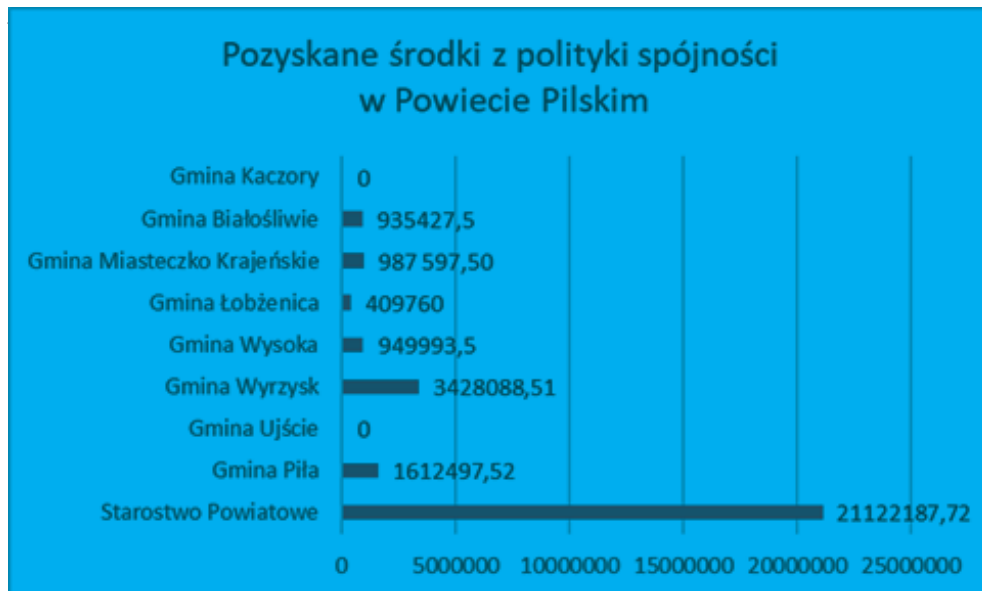 Pozyskane środki z polityki spójności
w Powiecie Pilskim
Gmina Kaczory 0
Gmina Białośliwie 935427,5
Gmina Miasteczko Krajeńskie 987 597,50
Gmina Łobżenica 409760
Gmina Wysoka 949993,5
Gmina Wyrzysk 3428088,51
Gmina Ujście 0
Gmina Piła 1612497,52
Starostwo Powiatowe 21122187,72
0 5000000 10000000 15000000 20000000 25000000